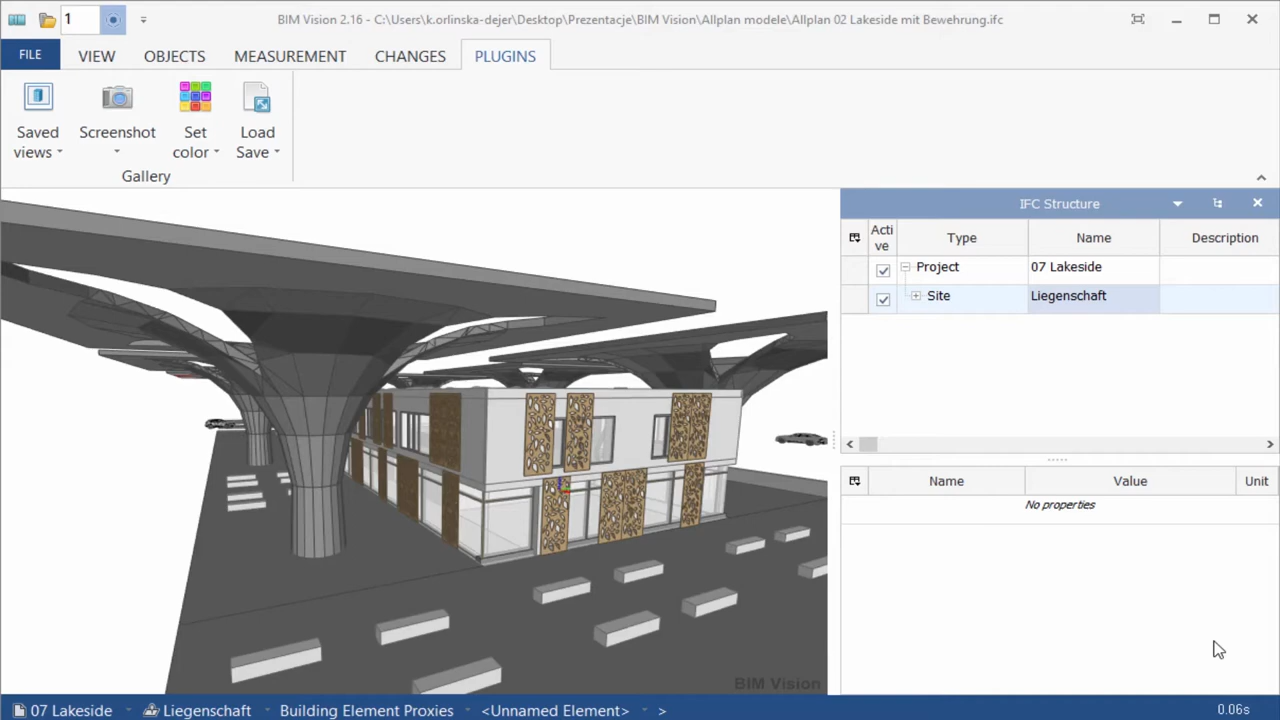 1
BIM Vision 2.16 - C:\Users\k.orlinska-dejer\Desktop\Prezentacje\BIM Vision\Allplan modele\Allplan 02 Lakeside mit Bewehrung.ifc
FILE VIEW OBJECTS MEASUREMENT CHANGES PLUGINS
Saved views
Screenshot
Set color
Load Save
Gallery
IFC Structure
Active Type Name Description
Project 07 Lakeside
Site Liegenschaft
Name Value Unit
No properties
BIM Vision
07 Lakeside Liegenschaft Building Element Proxies <Unnamed Element> > 0.06s